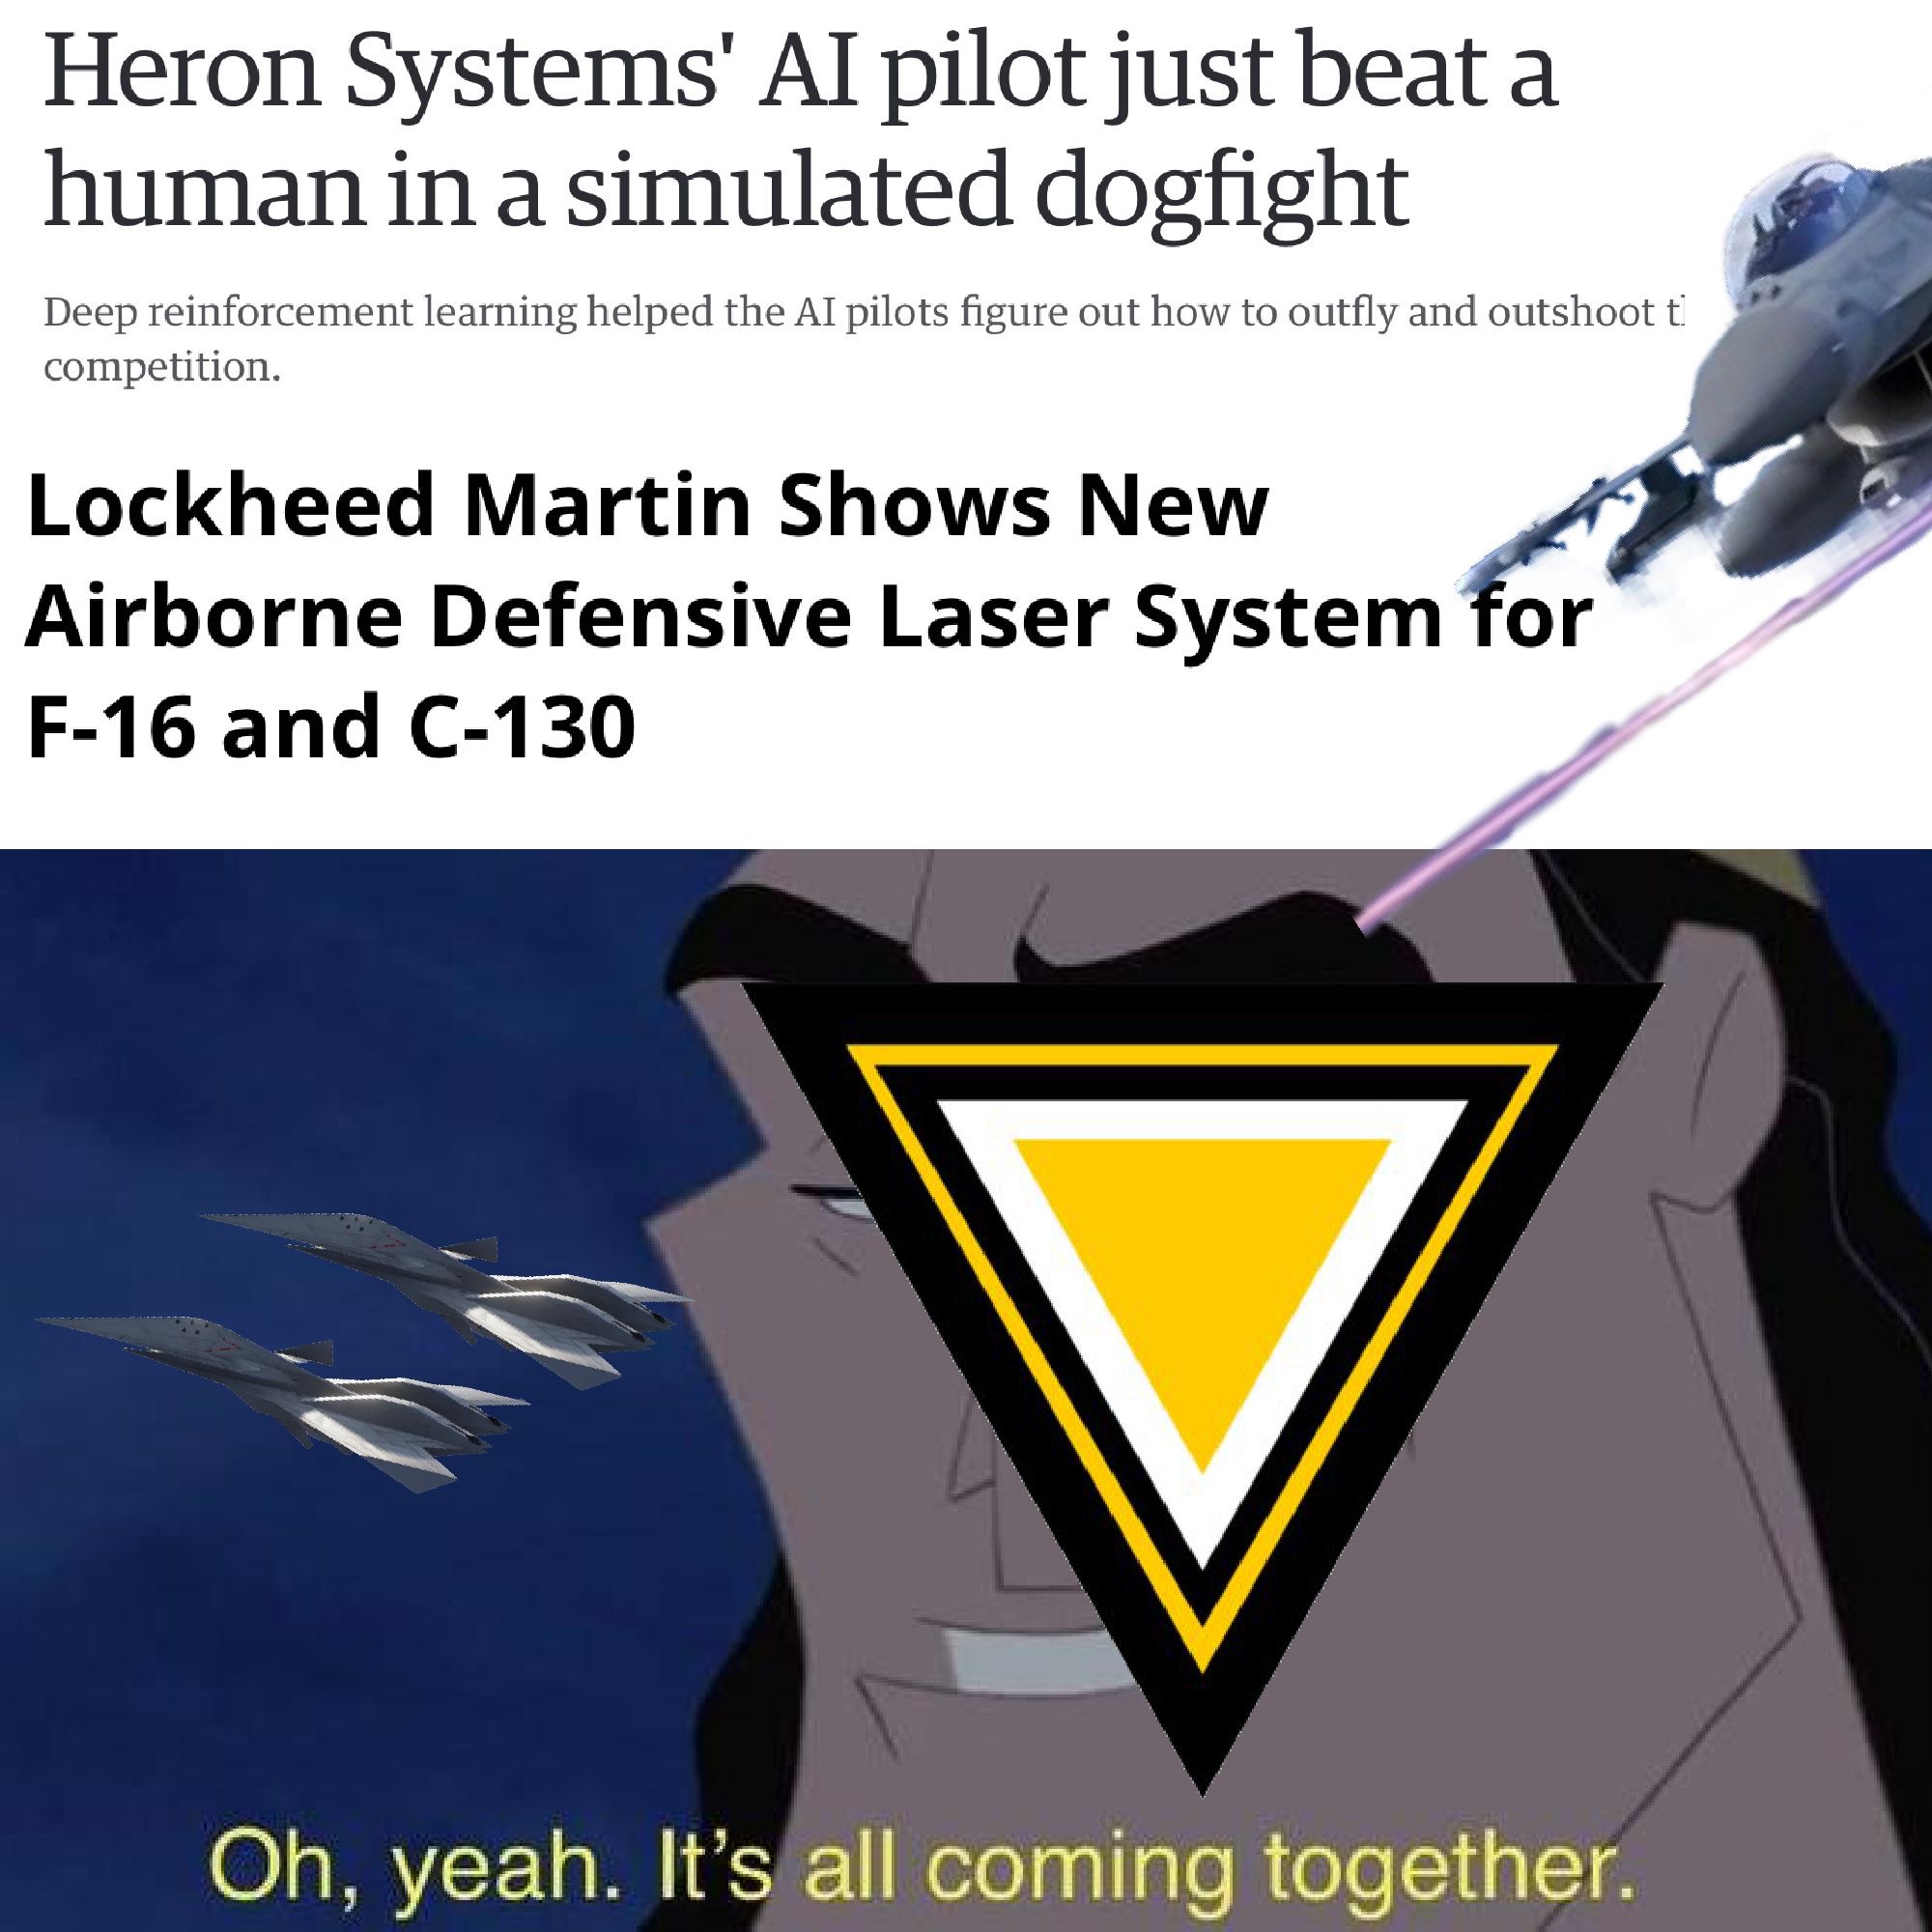 Heron Systems' AI pilot just beat a
human in a simulated dogfight
Deep reinforcement learning helped the AI pilots figure out how to outfly and outshoot
competition.
Lockheed Martin Shows New
Airborne Defensive Laser System for
F-16 and C-130
Oh, yeah. It's all coming together.